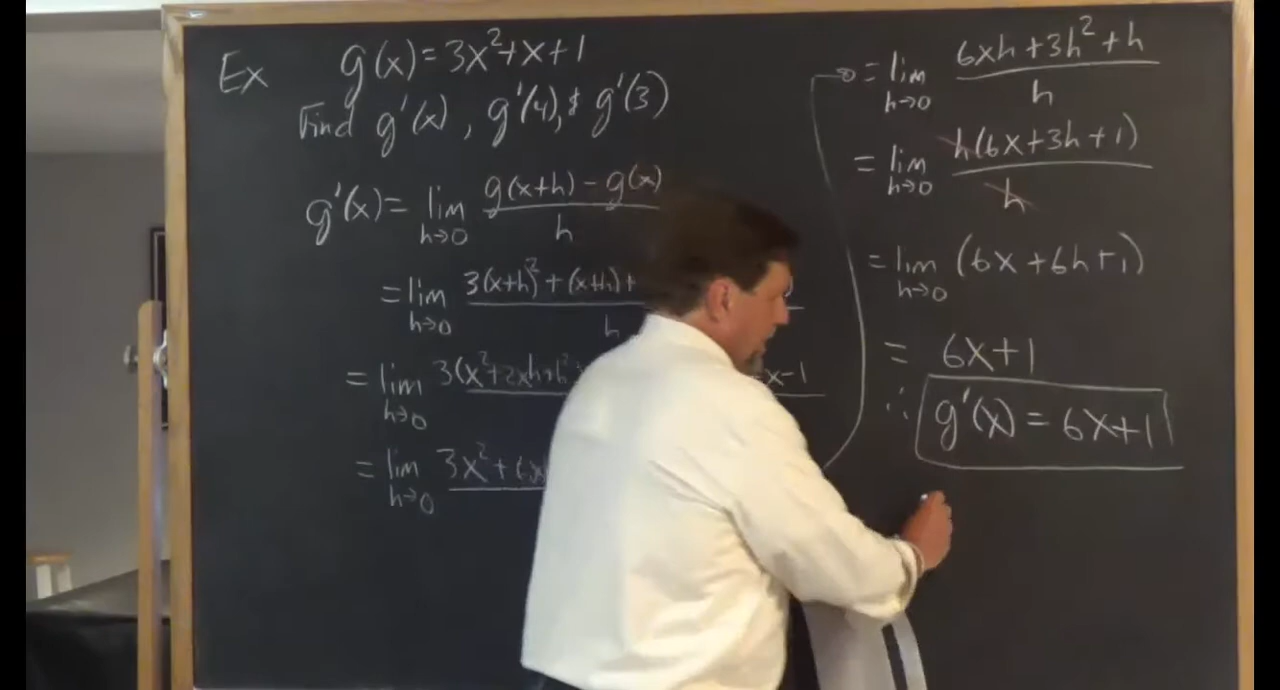 Ex g(x)=3x²+x+1
Find g'(x), g'(4), & g'(3)
g'(x)= lim h→0 g(x+h) - g(x) / h
= lim h→0 3(x+h)² + (x+h)+ / h
= lim h→0 3(x²+2xh+h² -x-1
= lim h→0 3x² + 6x
= lim h→0 6xh+3h²+h / h
= lim h→0 h(6x+3h+1) / h
= lim h→0 (6x+6h+1)
= 6x+1
∴ g'(x) = 6x+1